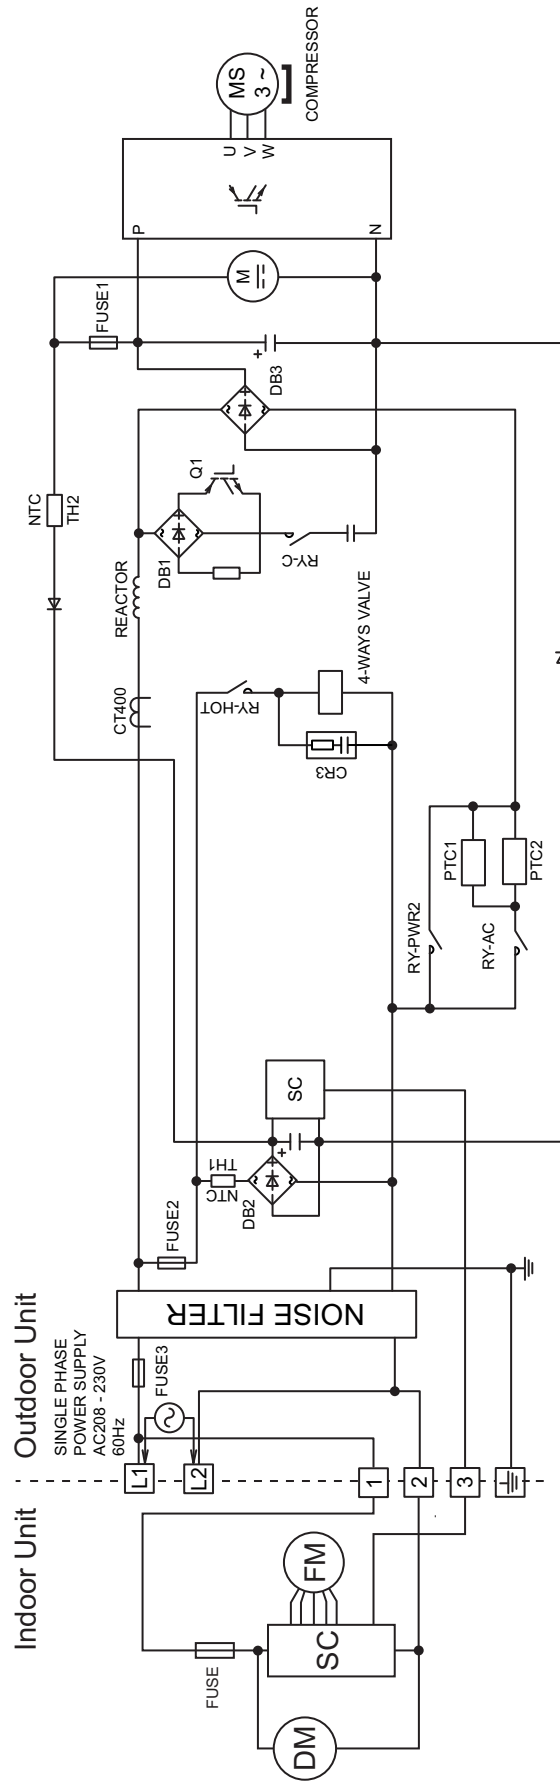 Indoor Unit
Outdoor Unit
SINGLE PHASE
POWER SUPPLY
AC208 - 230V
60Hz
L1
L2
FUSE3
1
2
3
FUSE
SC
FM
DM
NOISE FILTER
FUSE2
NTC
TH1
DB2
SC
RY-PWR2
RY-AC
PTC1
PTC2
CT400
REACTOR
RY-HOT
CR3
4-WAYS VALVE
NTC
TH2
DB1
Q1
RY-C
DB3
FUSE1
M
P
N
U
V
W
MS
3 ~
COMPRESSOR